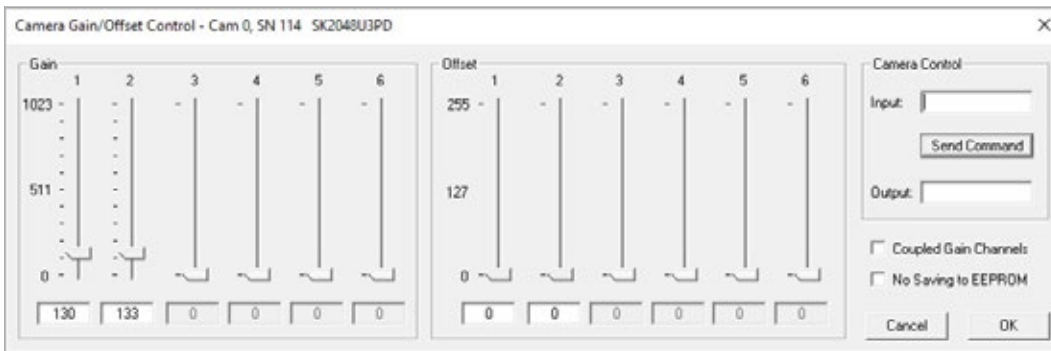 Camera Gain/Offset Control - Cam 0, SN 114 SK2048U3PD
Gain
1 2 3 4 5 6
1023
511
0
130 133 0 0 0 0
Offset
1 2 3 4 5 6
255
127
0
0 0 0 0 0 0
Camera Control
Input:
Send Command
Output:
Coupled Gain Channels
No Saving to EEPROM
Cancel OK